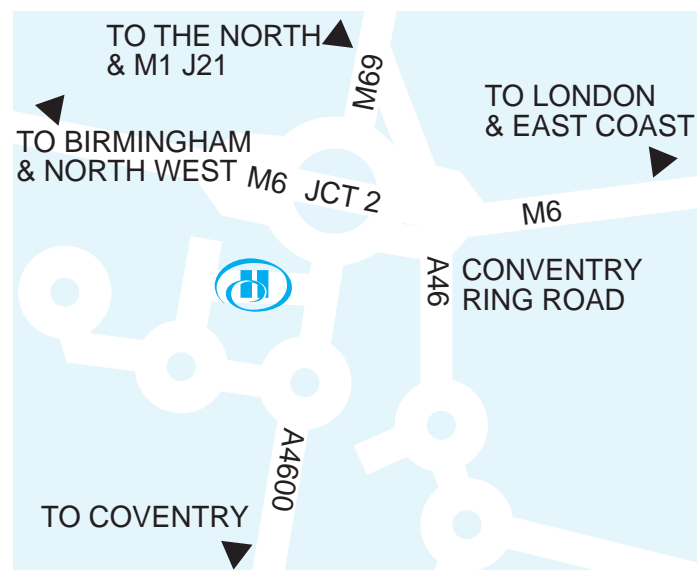 TO THE NORTH
& M1 J21
M69
TO LONDON
& EAST COAST
TO BIRMINGHAM
& NORTH WEST
M6 JCT 2
M6
A46
CONVENTRY
RING ROAD
H
A4600
TO COVENTRY